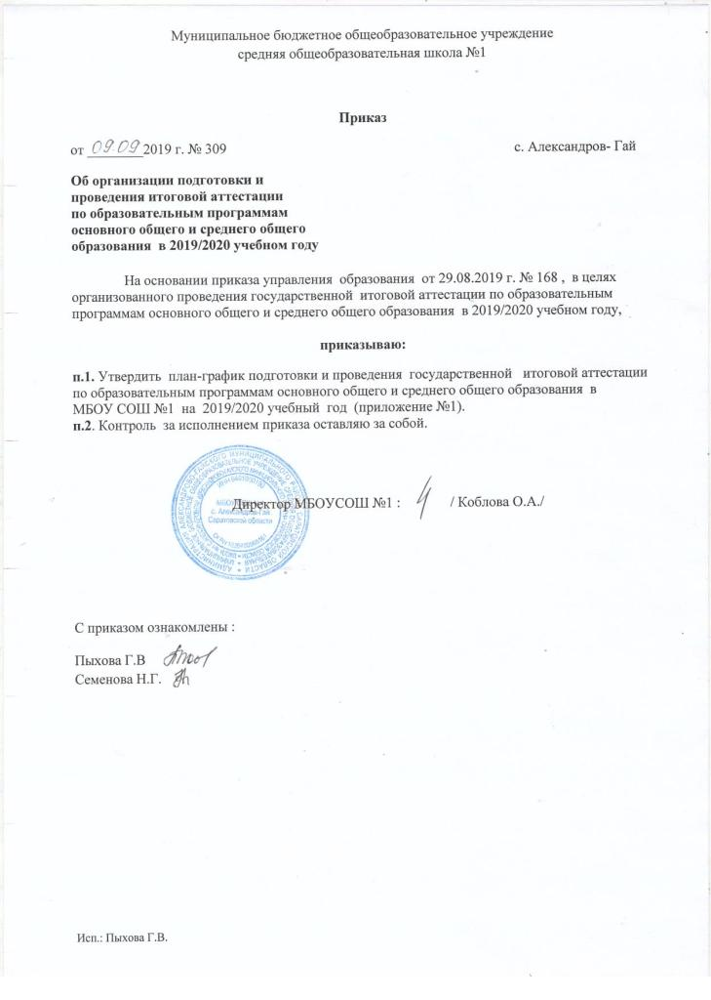 Муниципальное бюджетное общеобразовательное учреждение
средняя общеобразовательная школа №1
Приказ
от 09.09 2019 г. № 309
с. Александров- Гай
Об организации подготовки и
проведения итоговой аттестации
по образовательным программам
основного общего и среднего общего
образования в 2019/2020 учебном году
На основании приказа управления образования от 29.08.2019 г. № 168 , в целях
организованного проведения государственной итоговой аттестации по образовательным
программам основного общего и среднего общего образования в 2019/2020 учебном году,
приказываю:
п.1. Утвердить план-график подготовки и проведения государственной итоговой аттестации
по образовательным программам основного общего и среднего общего образования в
МБОУ СОШ №1 на 2019/2020 учебный год (приложение №1).
п.2. Контроль за исполнением приказа оставляю за собой.
с. Александров-Гай
Саратовской области
Директор МБОУСОШ №1 : / Коблова О.А./
С приказом ознакомлены :
Пыхова Г.В
Семенова Н.Г.
Исп.: Пыхова Г.В.